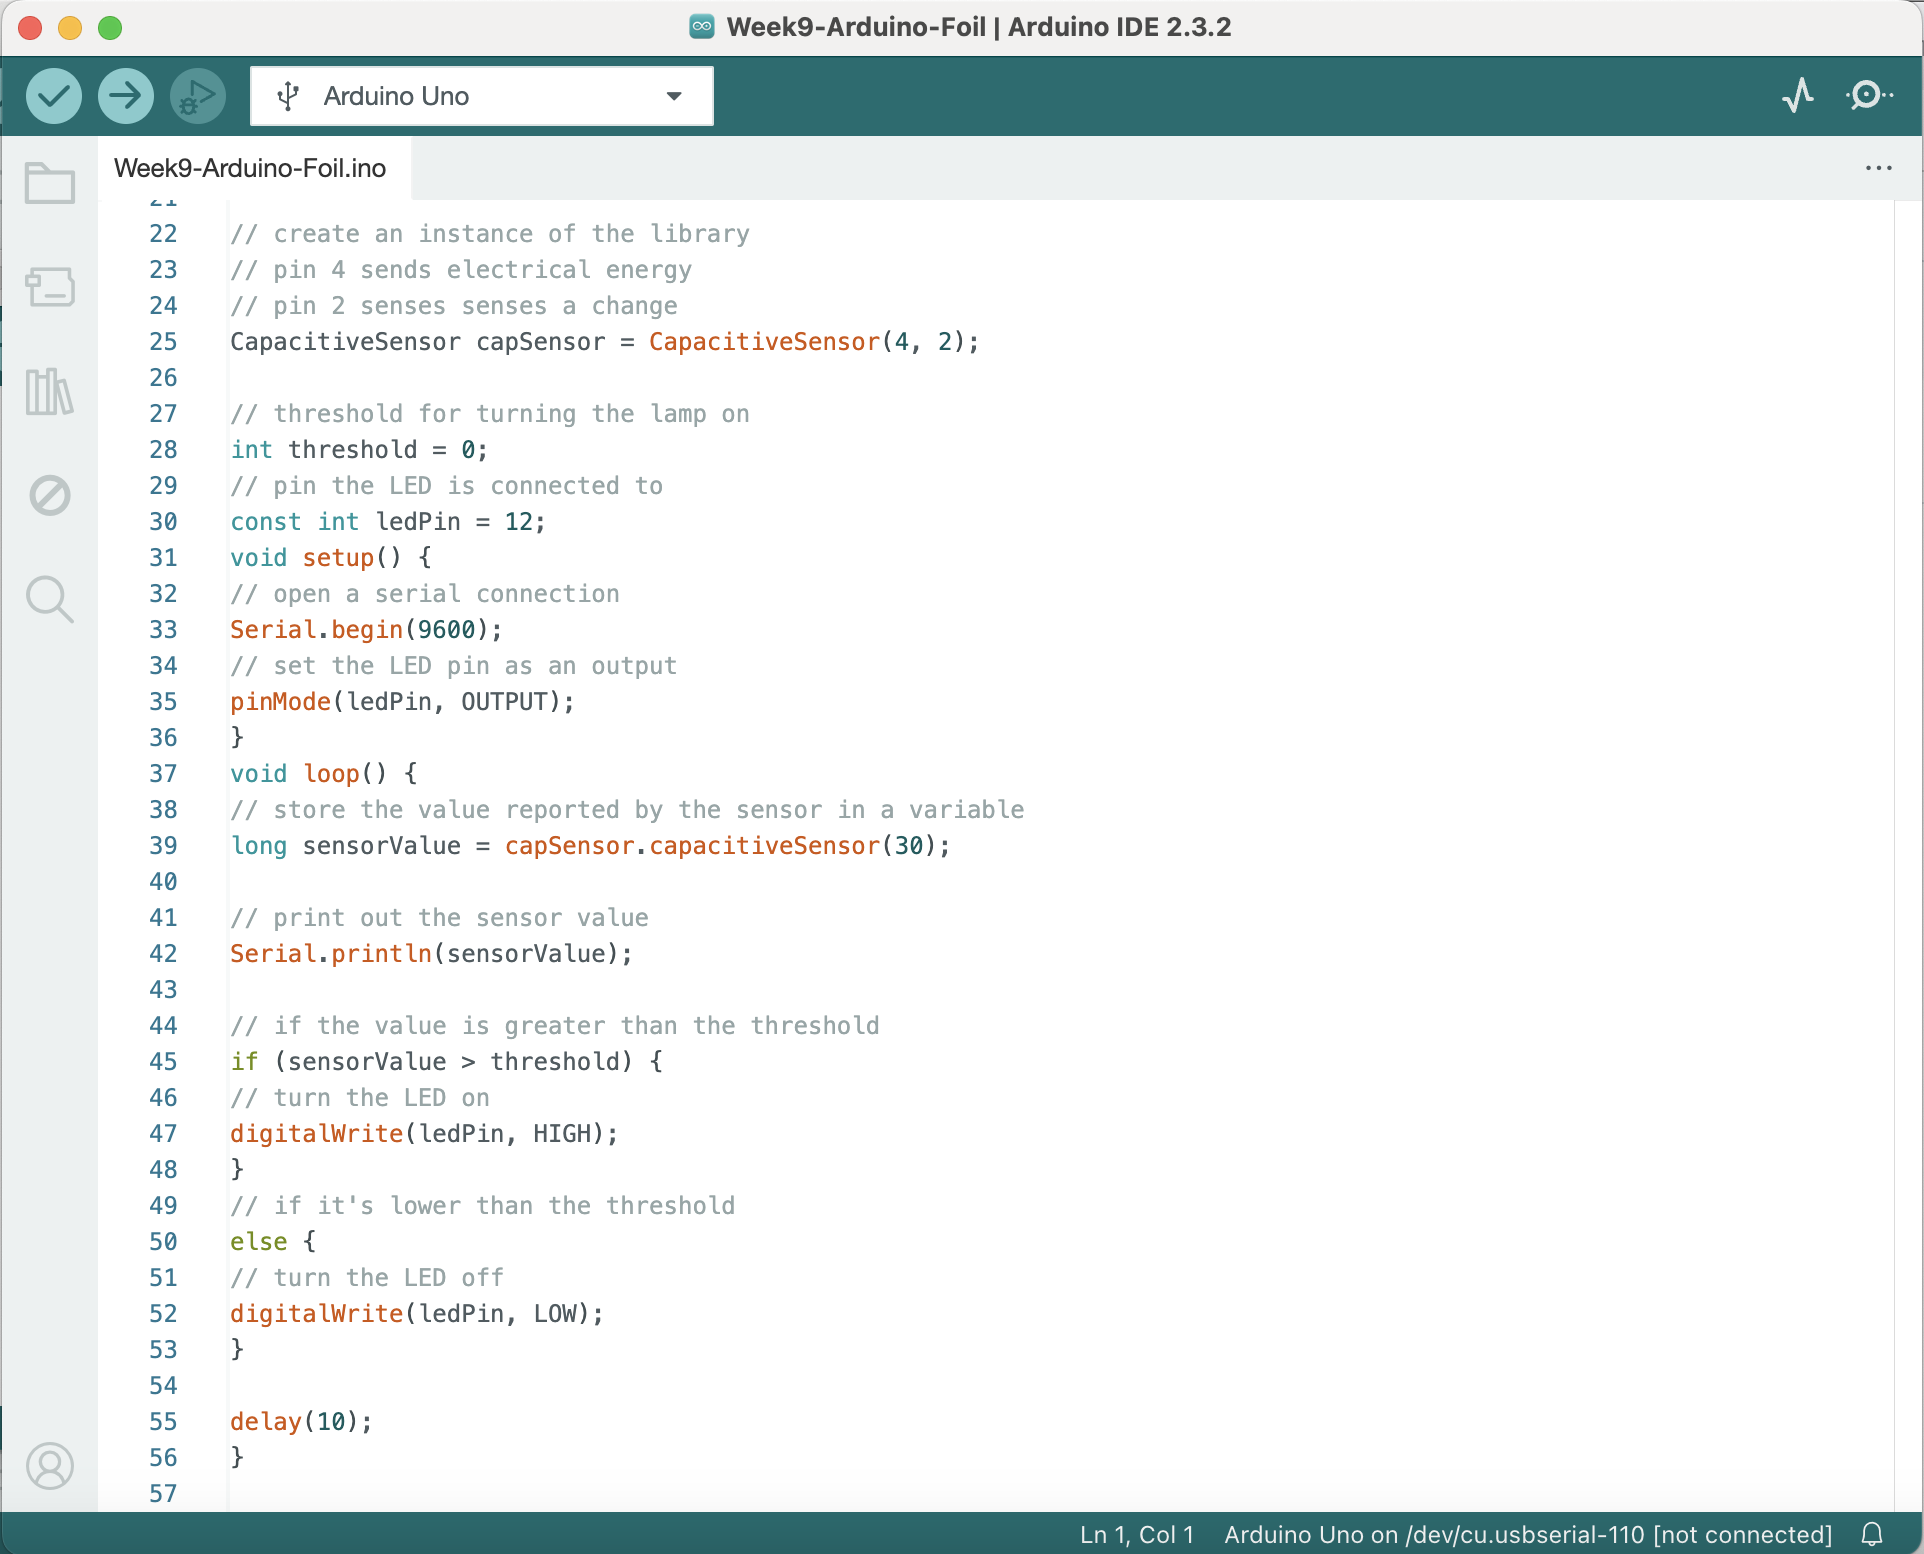 Week9-Arduino-Foil | Arduino IDE 2.3.2
Arduino Uno
Week9-Arduino-Foil.ino
21
22 // create an instance of the library
23 // pin 4 sends electrical energy
24 // pin 2 senses senses a change
25 CapacitiveSensor capSensor = CapacitiveSensor(4, 2);
26
27 // threshold for turning the lamp on
28 int threshold = 0;
29 // pin the LED is connected to
30 const int ledPin = 12;
31 void setup() {
32 // open a serial connection
33 Serial.begin(9600);
34 // set the LED pin as an output
35 pinMode(ledPin, OUTPUT);
36 }
37 void loop() {
38 // store the value reported by the sensor in a variable
39 long sensorValue = capSensor.capacitiveSensor(30);
40
41 // print out the sensor value
42 Serial.println(sensorValue);
43
44 // if the value is greater than the threshold
45 if (sensorValue > threshold) {
46 // turn the LED on
47 digitalWrite(ledPin, HIGH);
48 }
49 // if it's lower than the threshold
50 else {
51 // turn the LED off
52 digitalWrite(ledPin, LOW);
53 }
54
55 delay(10);
56 }
57
Ln 1, Col 1 Arduino Uno on /dev/cu.usbserial-110 [not connected]